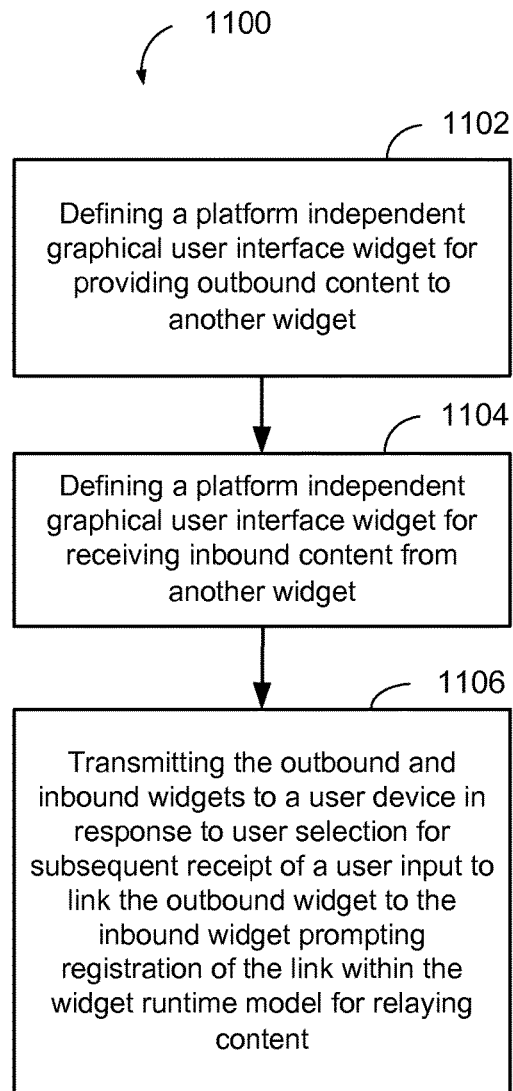 1100
1102
Defining a platform independent
graphical user interface widget for
providing outbound content to
another widget
1104
Defining a platform independent
graphical user interface widget for
receiving inbound content from
another widget
1106
Transmitting the outbound and
inbound widgets to a user device in
response to user selection for
subsequent receipt of a user input to
link the outbound widget to the
inbound widget prompting
registration of the link within the
widget runtime model for relaying
content